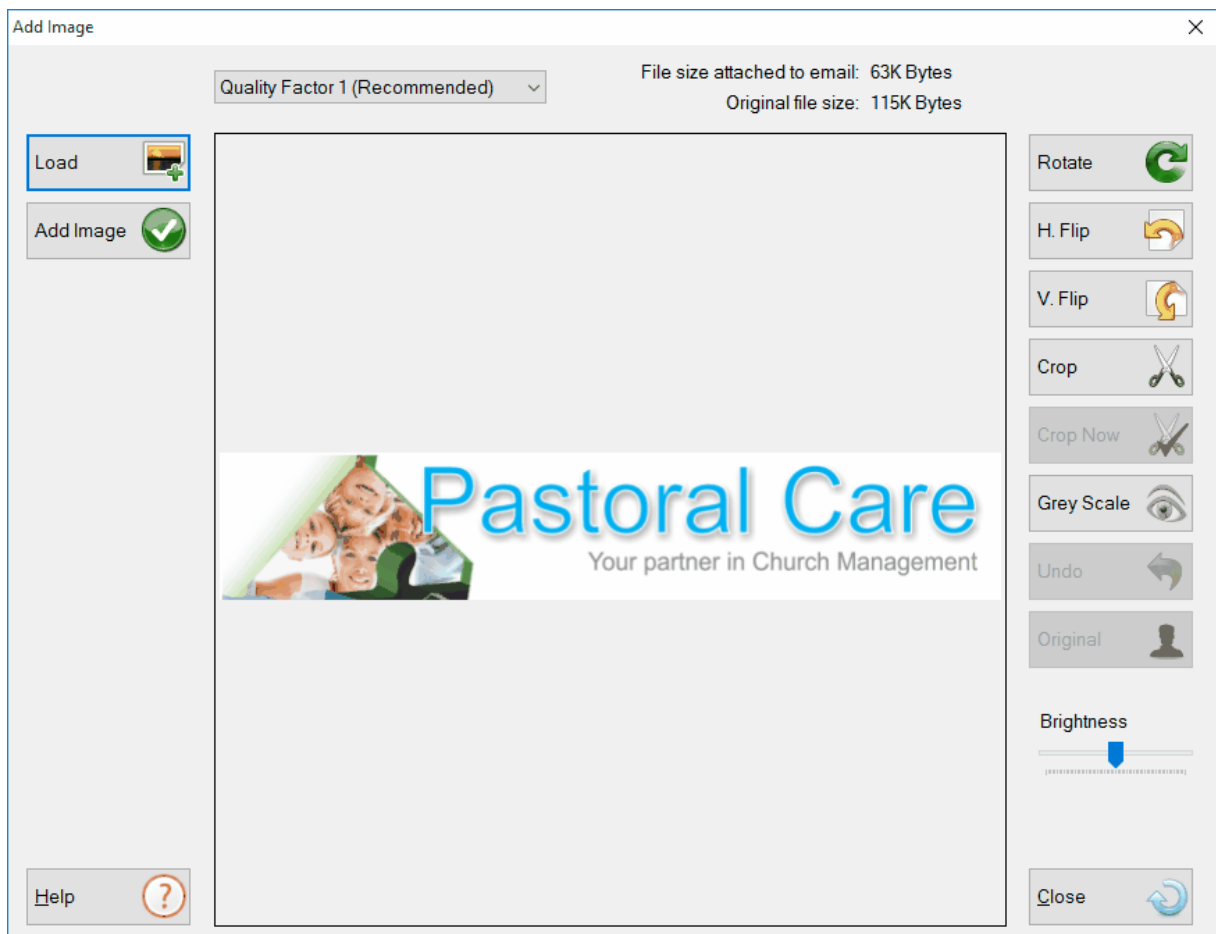 Add Image
Quality Factor 1 (Recommended)
File size attached to email: 63K Bytes
Original file size: 115K Bytes
Load
Add Image
Pastoral Care
Your partner in Church Management
Rotate
H. Flip
V. Flip
Crop
Crop Now
Grey Scale
Undo
Original
Brightness
Help
?
Close